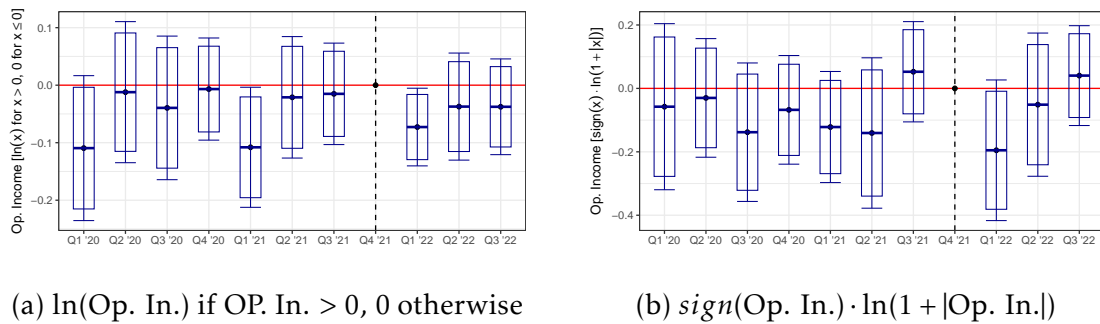 Op. Income [ln(x) for x > 0, 0 for x ≤ 0]
0.1
0.0
−0.1
−0.2
Q1 '20 Q2 '20 Q3 '20 Q4 '20 Q1 '21 Q2 '21 Q3 '21 Q4 '21 Q1 '22 Q2 '22 Q3 '22
(a) ln(Op. In.) if OP. In. > 0, 0 otherwise
Op. Income [sign(x) · ln(1 + |x|)]
0.2
0.0
−0.2
−0.4
Q1 '20 Q2 '20 Q3 '20 Q4 '20 Q1 '21 Q2 '21 Q3 '21 Q4 '21 Q1 '22 Q2 '22 Q3 '22
(b) sign(Op. In.) · ln(1 + |Op. In.|)